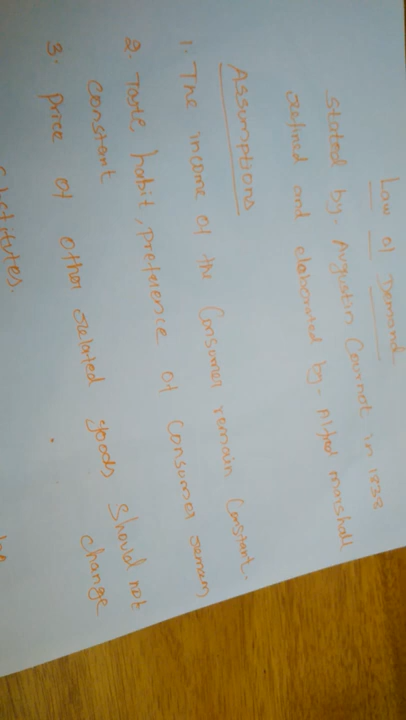 Law of Demand
Stated by - Augustin Cournot in 1838
refined and elaborated by - Alfred marshall
Assumptions
1. The income of the Consumer remain Constant.
2. Taste, habit, preference of Consumer remain
Constant
3. Price of other related goods should not
change